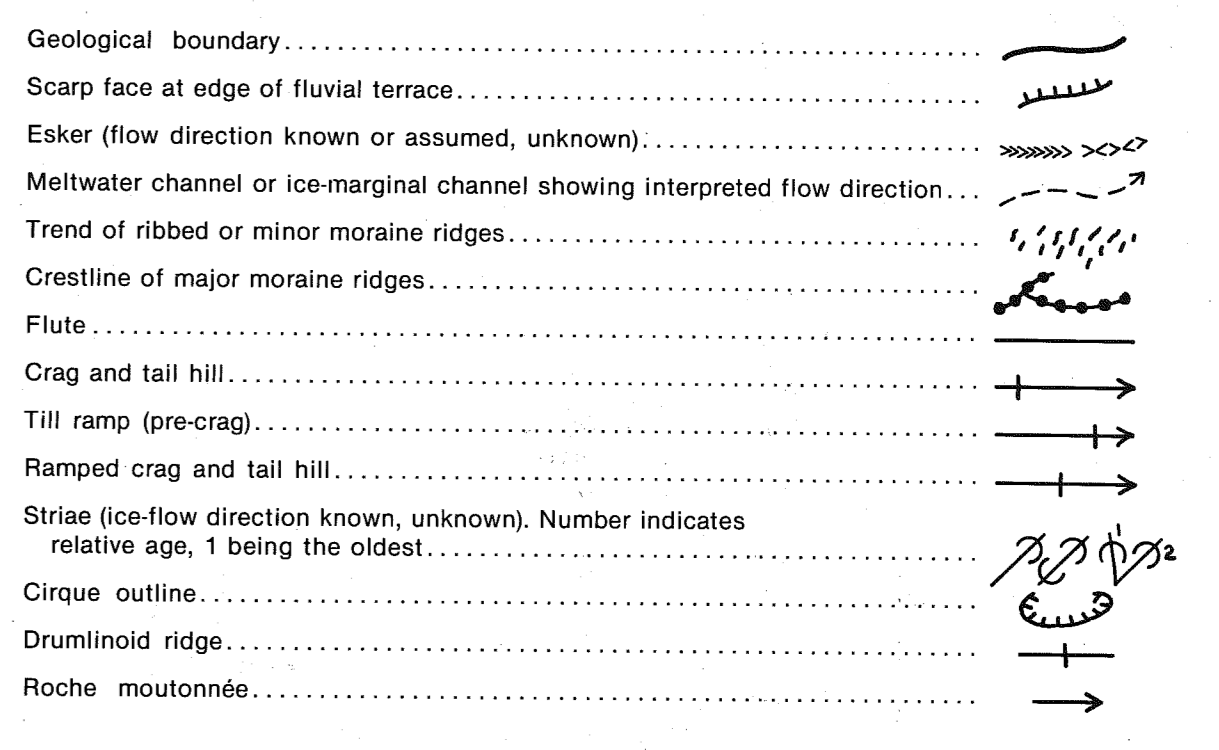 Geological boundary
Scarp face at edge of fluvial terrace
Esker (flow direction known or assumed, unknown)
Meltwater channel or ice-marginal channel showing interpreted flow direction...
Trend of ribbed or minor moraine ridges
Crestline of major moraine ridges
Flute
Crag and tail hill
Till ramp (pre-crag)
Ramped crag and tail hill
Striae (ice-flow direction known, unknown). Number indicates
relative age, 1 being the oldest
1 2
Cirque outline
Drumlinoid ridge
Roche moutonnée